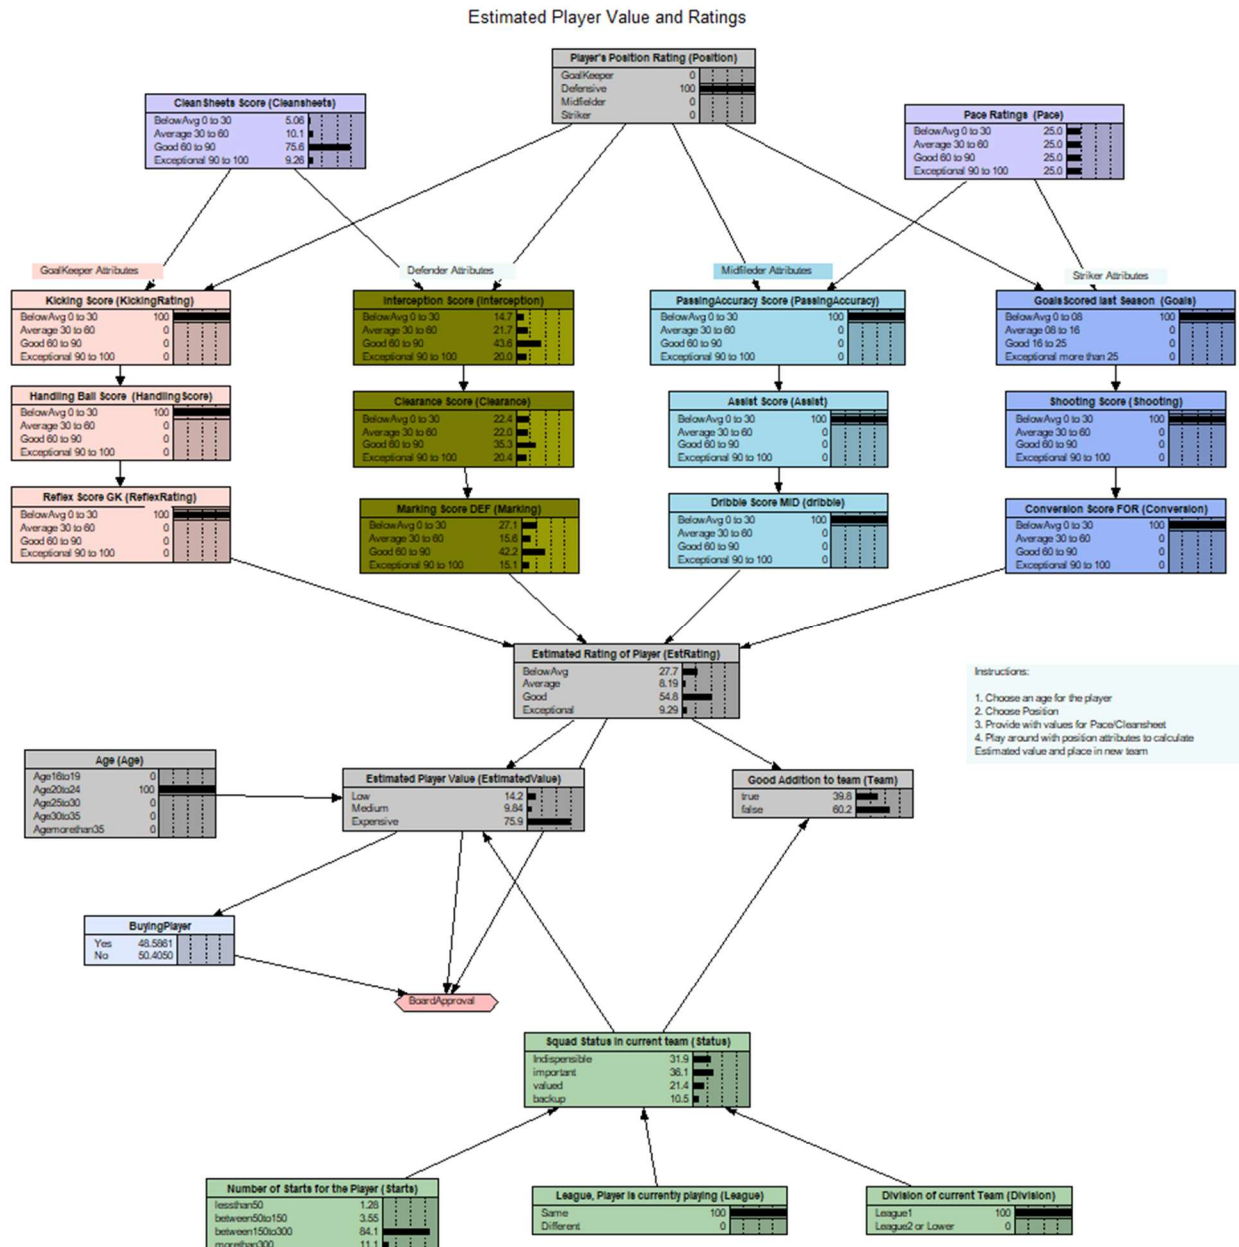 Estimated Player Value and Ratings
Player's Position Rating (Position)
GoalKeeper 0
Defensive 100
Midfielder 0
Striker 0
CleanSheets Score (Cleansheets)
BelowAvg 0 to 30 5.06
Average 30 to 60 10.1
Good 60 to 90 75.6
Exceptional 90 to 100 9.26
Pace Ratings (Pace)
BelowAvg 0 to 30 25.0
Average 30 to 60 25.0
Good 60 to 90 25.0
Exceptional 90 to 100 25.0
GoalKeeper Attributes
Defender Attributes
Midfileder Attributes
Striker Attributes
Kicking Score (KickingRating)
BelowAvg 0 to 30 100
Average 30 to 60 0
Good 60 to 90 0
Exceptional 90 to 100 0
Interception Score (Interception)
BelowAvg 0 to 30 14.7
Average 30 to 60 21.7
Good 60 to 90 43.6
Exceptional 90 to 100 20.0
PassingAccuracy Score (PassingAccuracy)
BelowAvg 0 to 30 100
Average 30 to 60 0
Good 60 to 90 0
Exceptional 90 to 100 0
GoalsScored last Season (Goals)
BelowAvg 0 to 08 100
Average 08 to 16 0
Good 16 to 25 0
Exceptional more than 25 0
Handling Ball Score (HandlingScore)
BelowAvg 0 to 30 100
Average 30 to 60 0
Good 60 to 90 0
Exceptional 90 to 100 0
Clearance Score (Clearance)
BelowAvg 0 to 30 22.4
Average 30 to 60 22.0
Good 60 to 90 35.3
Exceptional 90 to 100 20.4
Assist Score (Assist)
BelowAvg 0 to 30 100
Average 30 to 60 0
Good 60 to 90 0
Exceptional 90 to 100 0
Shooting Score (Shooting)
BelowAvg 0 to 30 100
Average 30 to 60 0
Good 60 to 90 0
Exceptional 90 to 100 0
Reflex Score GK (ReflexRating)
BelowAvg 0 to 30 100
Average 30 to 60 0
Good 60 to 90 0
Exceptional 90 to 100 0
Marking Score DEF (Marking)
BelowAvg 0 to 30 27.1
Average 30 to 60 15.6
Good 60 to 90 42.2
Exceptional 90 to 100 15.1
Dribble Score MID (dribble)
BelowAvg 0 to 30 100
Average 30 to 60 0
Good 60 to 90 0
Exceptional 90 to 100 0
Conversion Score FOR (Conversion)
BelowAvg 0 to 30 100
Average 30 to 60 0
Good 60 to 90 0
Exceptional 90 to 100 0
Estimated Rating of Player (EstRating)
BelowAvg 27.7
Average 8.19
Good 54.8
Exceptional 9.29
Instructions:
1. Choose an age for the player
2. Choose Position
3. Provide with values for Pace/Cleansheet
4. Play around with position attributes to calculate
Estimated value and place in new team
Age (Age)
Age16to19 0
Age20to24 100
Age25to30 0
Age30to35 0
Agemorethan35 0
Estimated Player Value (EstimatedValue)
Low 14.2
Medium 9.84
Expensive 75.9
Good Addition to team (Team)
true 39.8
false 60.2
BuyingPlayer
Yes 48.5861
No 50.4050
BoardApproval
Squad Status in current team (Status)
Indispensible 31.9
important 36.1
valued 21.4
backup 10.5
Number of Starts for the Player (Starts)
lessthan50 1.28
between50to150 3.55
between150to300 84.1
morethan300 11.1
League, Player is currently playing (League)
Same 100
Different 0
Division of current Team (Division)
League1 100
League2 or Lower 0